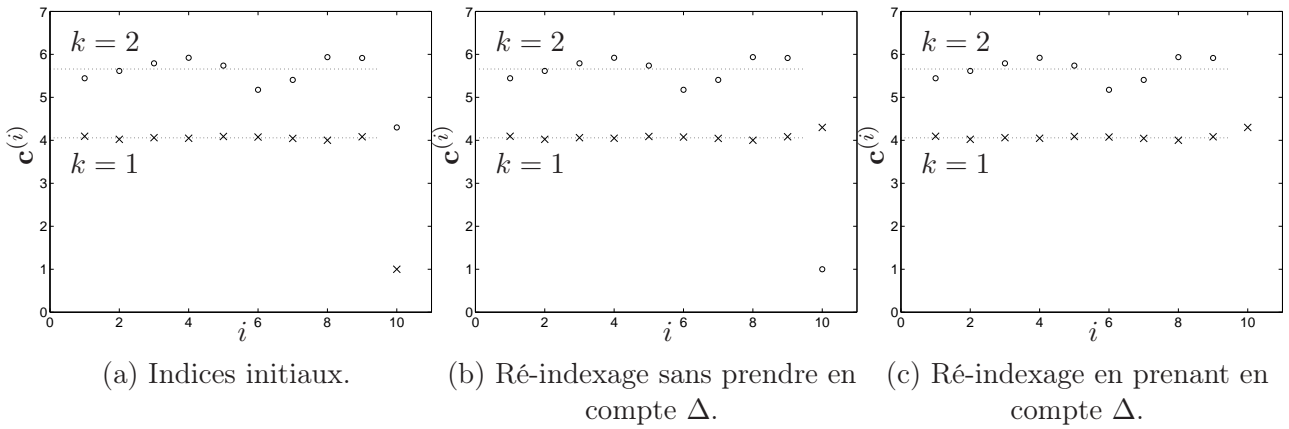 7
6
5
4
3
2
1
0
k = 2
k = 1
c^{(i)}
0 2 4 6 8 10
i
(a) Indices initiaux.
7
6
5
4
3
2
1
0
k = 2
k = 1
c^{(i)}
0 2 4 6 8 10
i
(b) Ré-indexage sans prendre en
compte Δ.
7
6
5
4
3
2
1
0
k = 2
k = 1
c^{(i)}
0 2 4 6 8 10
i
(c) Ré-indexage en prenant en
compte Δ.